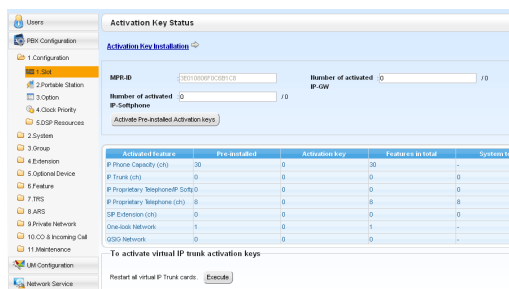 Users
PBX Configuration
1.Configuration
1.Slot
2.Portable Station
3.Option
4.Clock Priority
5.DSP Resources
2.System
3.Group
4.Extension
5.Optional Device
6.Feature
7.TRS
8.ARS
9.Private Network
10.CO & Incoming Call
11.Maintenance
UM Configuration
Network Service
Activation Key Status
Activation Key Installation
MPR-ID :
Number of activated :0 / 0
IP-GW
Number of activated :0 / 0
IP-Softphone
Activate Pre-installed Activation keys
Activated feature Pre-installed Activation key Features in total System t
IP Phone Capacity (ch) 30 0 30 -
IP Trunk (ch) 0 0 0 0
IP Proprietary Telephone/IP Soft 0 0 0 0
IP Proprietary Telephone (ch) 8 0 8 8
SIP Extension (ch) 0 0 0 0
One-look Network 1 0 1 -
QSIG Network 0 0 0 -
To activate virtual IP trunk activation keys
Restart all virtual IP Trunk cards. Execute